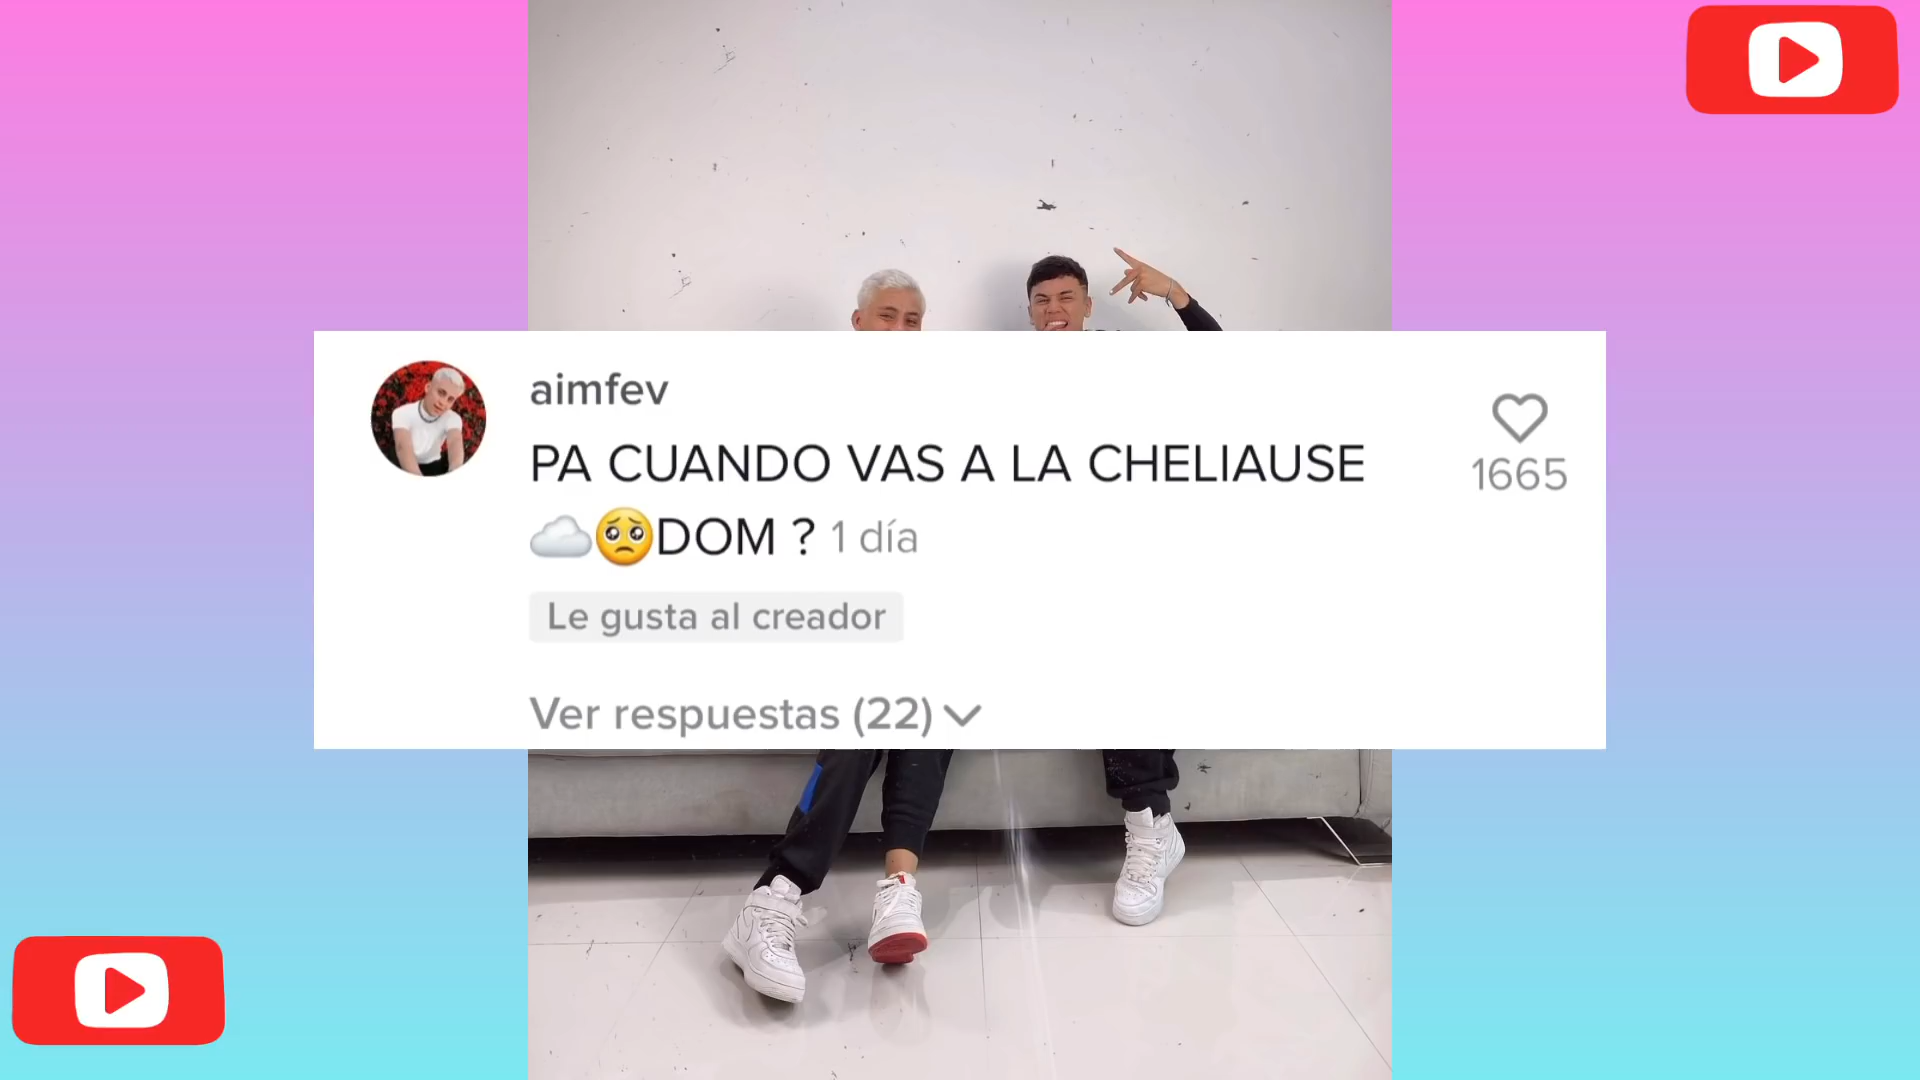 aimfev
PA CUANDO VAS A LA CHELIAUSE
☁️🥺DOM ? 1 día
1665
Le gusta al creador
Ver respuestas (22)